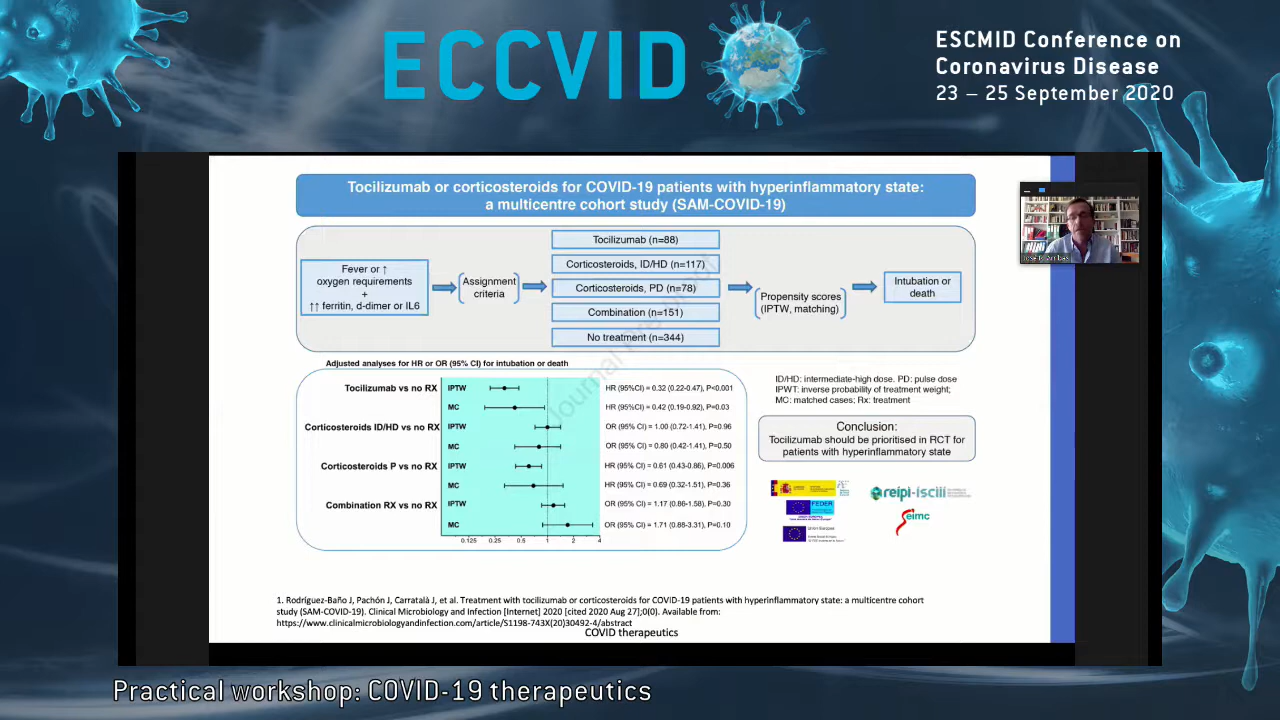 ECCVID
ESCMID Conference on
Coronavirus Disease
23 – 25 September 2020
Tocilizumab or corticosteroids for COVID-19 patients with hyperinflammatory state:
a multicentre cohort study (SAM-COVID-19)
Fever or ↑
oxygen requirements
+
↑↑ ferritin, d-dimer or IL6
Assignment
criteria
Tocilizumab (n=88)
Corticosteroids, ID/HD (n=117)
Corticosteroids, PD (n=78)
Combination (n=151)
No treatment (n=344)
Propensity scores
(IPTW, matching)
Intubation or
death
Adjusted analyses for HR or OR (95% CI) for intubation or death
Tocilizumab vs no RX IPTW HR (95%CI) = 0.32 (0.22-0.47), P<0.001
MC HR (95%CI) = 0.42 (0.19-0.92), P=0.03
Corticosteroids ID/HD vs no RX IPTW OR (95% CI) = 1.00 (0.72-1.41), P=0.96
MC OR (95% CI) = 0.80 (0.42-1.41), P=0.50
Corticosteroids P vs no RX IPTW HR (95% CI) = 0.61 (0.43-0.86), P=0.006
MC HR (95% CI) = 0.69 (0.32-1.51), P=0.36
Combination RX vs no RX IPTW OR (95% CI) = 1.17 (0.86-1.58), P=0.30
MC OR (95% CI) = 1.71 (0.88-3.31), P=0.10
0.125 0.25 0.5 1 2 4
ID/HD: intermediate-high dose. PD: pulse dose
IPWT: inverse probability of treatment weight;
MC: matched cases; Rx: treatment
Conclusion:
Tocilizumab should be prioritised in RCT for
patients with hyperinflammatory state
FEDER
reipi-isciii
seimc
Journal
1. Rodríguez-Baño J, Pachón J, Carratalà J, et al. Treatment with tocilizumab or corticosteroids for COVID-19 patients with hyperinflammatory state: a multicentre cohort
study (SAM-COVID-19). Clinical Microbiology and Infection [Internet] 2020 [cited 2020 Aug 27];0(0). Available from:
https://www.clinicalmicrobiologyandinfection.com/article/S1198-743X(20)30492-4/abstract
COVID therapeutics
Practical workshop: COVID-19 therapeutics